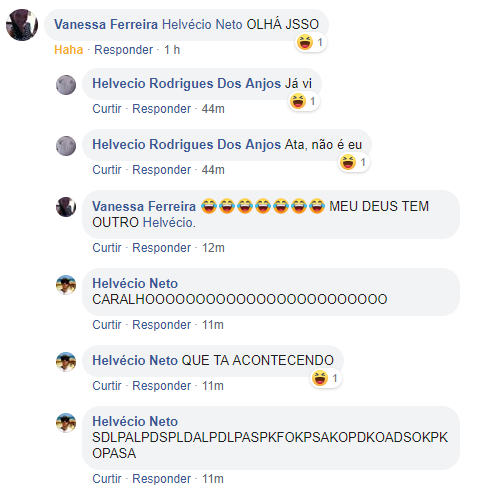 Vanessa Ferreira Helvécio Neto OLHÁ JSSO
1
Haha · Responder · 1 h
Helvecio Rodrigues Dos Anjos Já vi
1
Curtir · Responder · 44m
Helvecio Rodrigues Dos Anjos Ata, não é eu
1
Curtir · Responder · 44m
Vanessa Ferreira 😂😂😂😂😂😂😂 MEU DEUS TEM
OUTRO Helvécio.
Curtir · Responder · 12m
Helvécio Neto
CARALHOOOOOOOOOOOOOOOOOOOOOOOO
Curtir · Responder · 11m
Helvécio Neto QUE TA ACONTECENDO
1
Curtir · Responder · 11m
Helvécio Neto
SDLPALPDSPLDALPDLPASPKFOKPSAKOPDKOADSOKPK
OPASA
Curtir · Responder · 11m